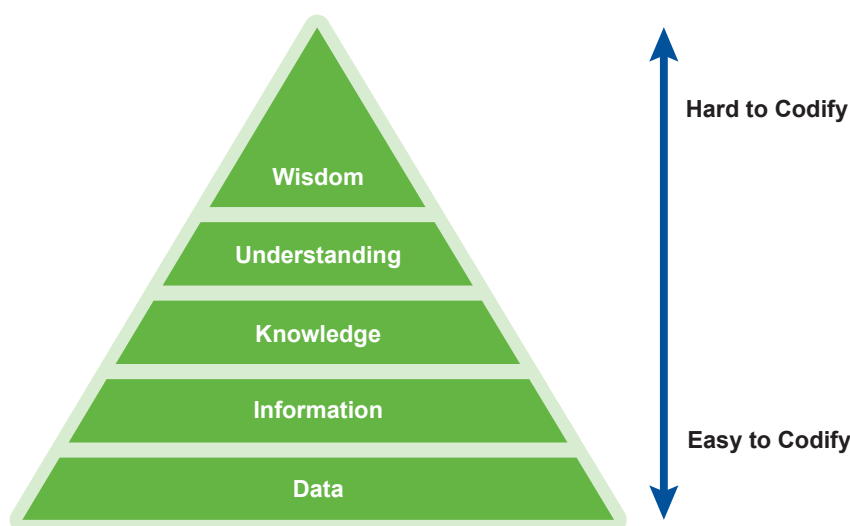 Hard to Codify
Wisdom
Understanding
Knowledge
Information
Easy to Codify
Data